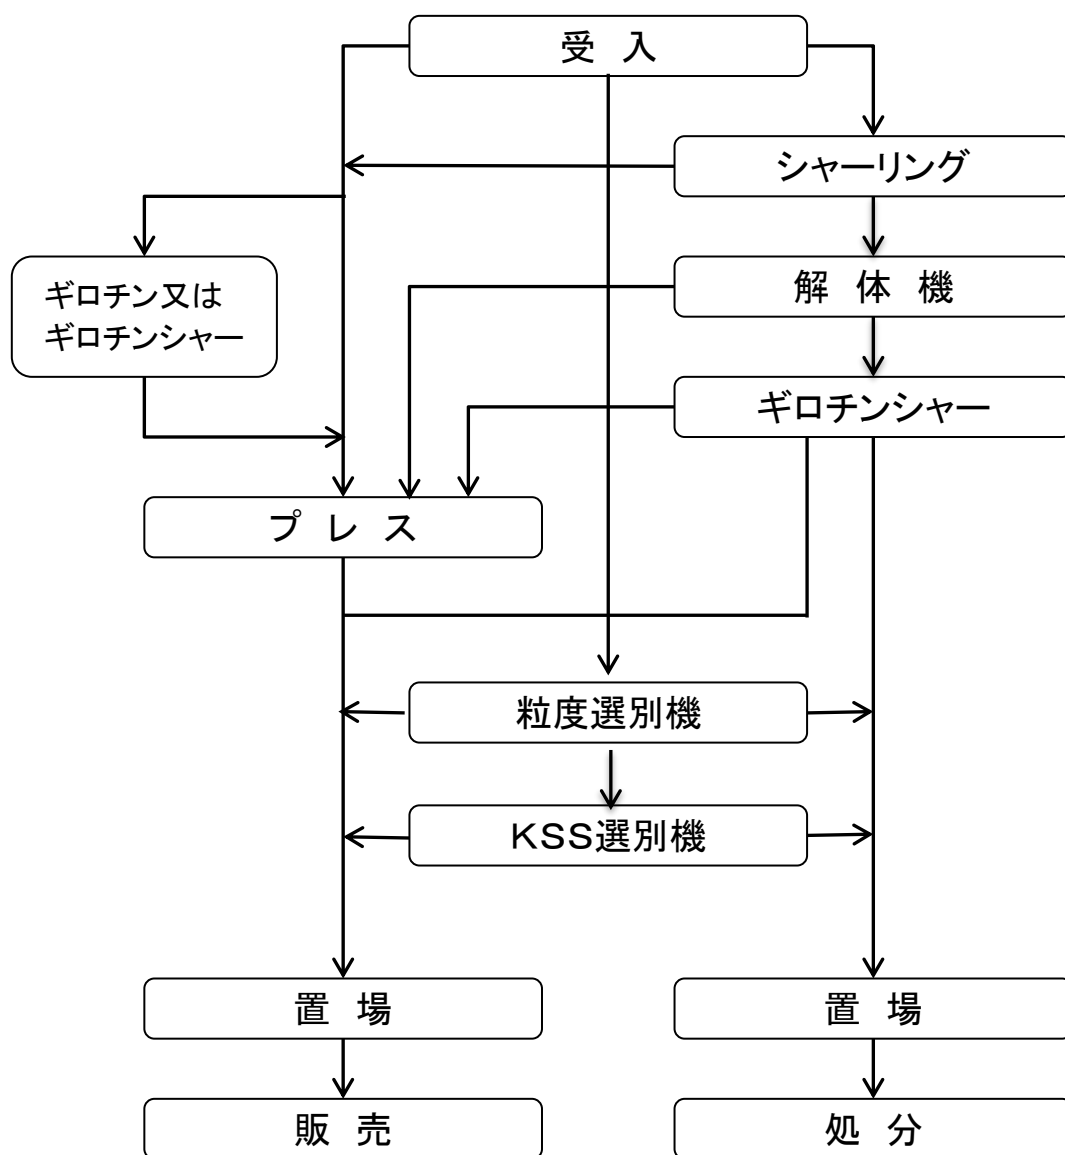 受 入
シャーリング
解 体 機
ギロチン又は
ギロチンシャー
ギロチンシャー
プ レ ス
粒度選別機
KSS選別機
置 場
置 場
販 売
処 分